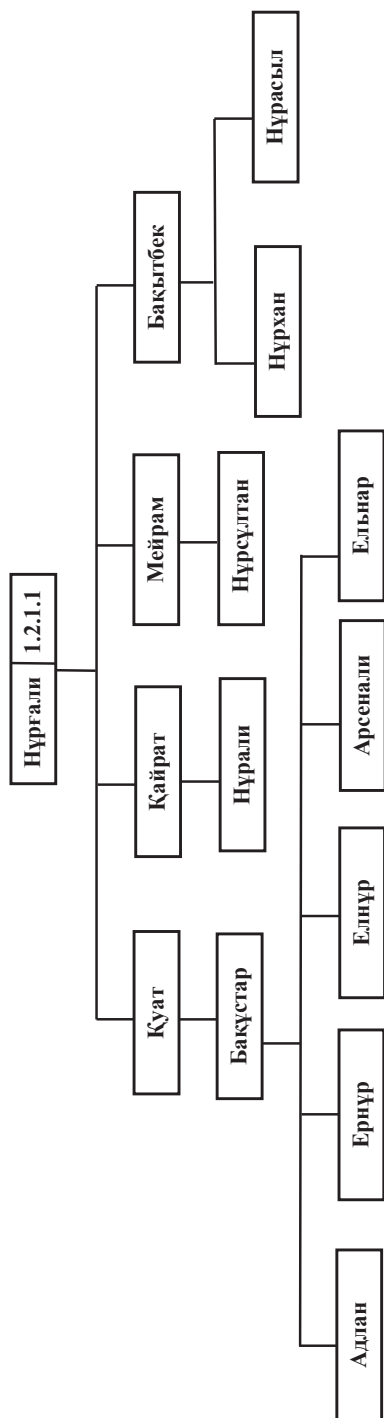 Нұрғали 1.2.1.1
Қуат Қайрат Мейрам Бақытбек
Бақұстар Нұрали Нұрсұлтан Нұрхан Нұрасыл
Адлан Ернұр Елнұр Арсенали Ельнар